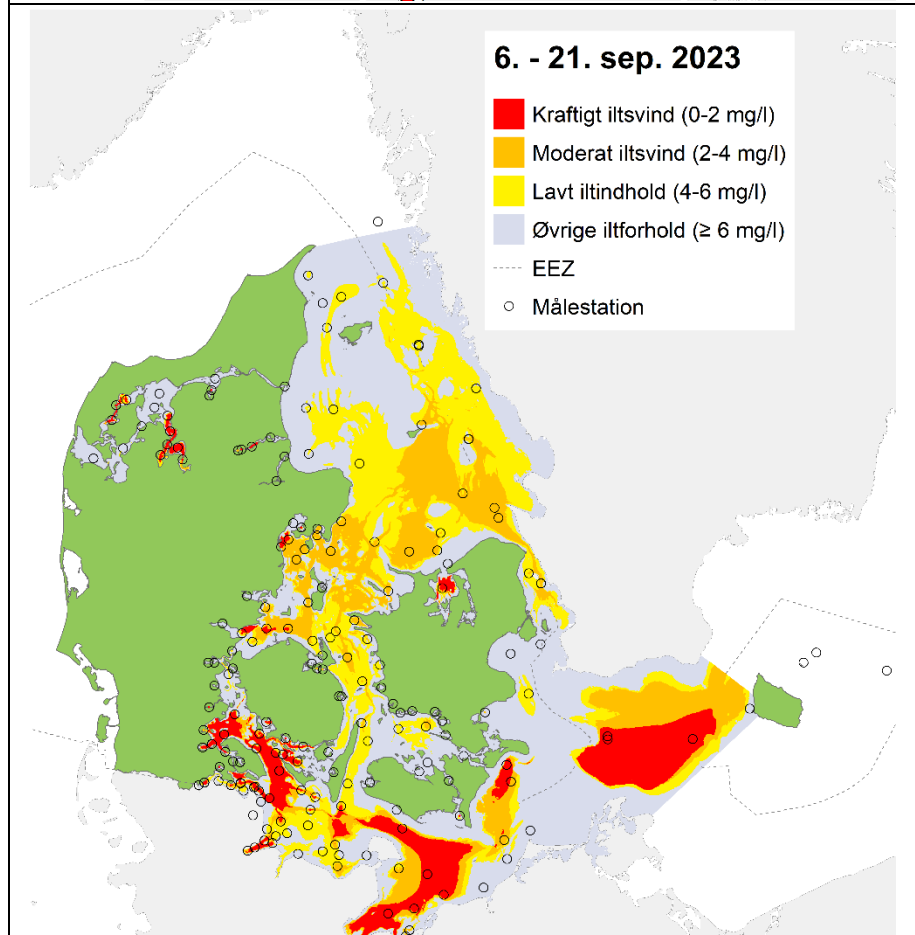 6. - 21. sep. 2023
Kraftigt iltsvind (0-2 mg/l)
Moderat iltsvind (2-4 mg/l)
Lavt iltindhold (4-6 mg/l)
Øvrige iltforhold (≥ 6 mg/l)
EEZ
Målestation